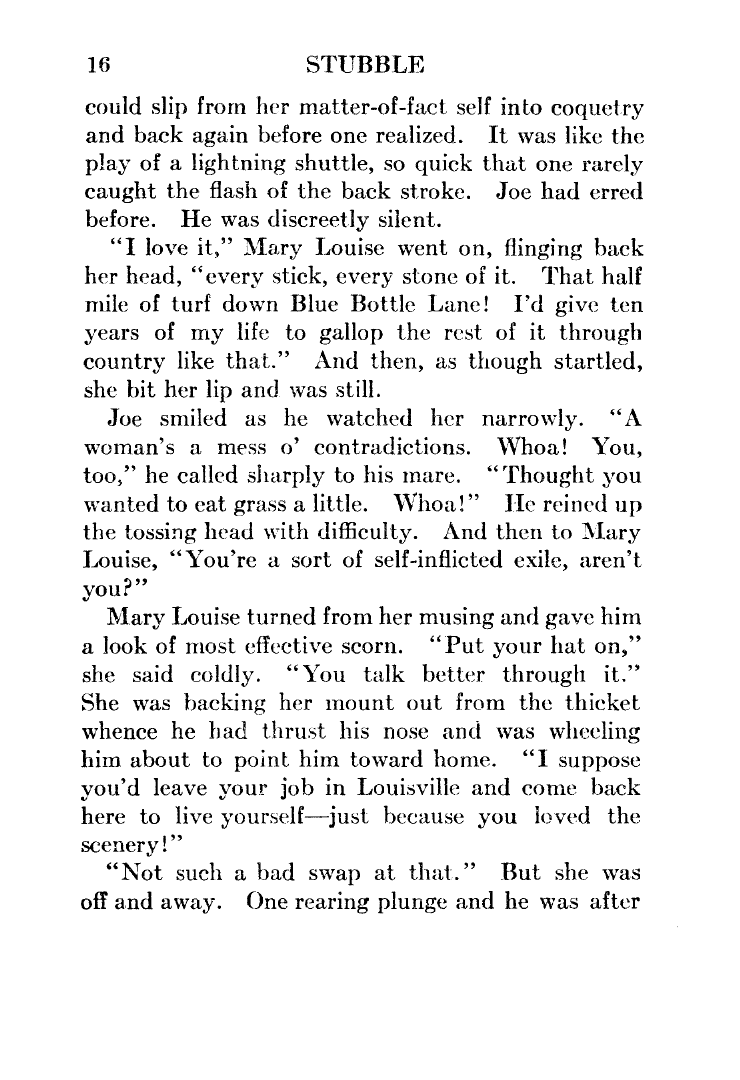 16 STUBBLE
could slip from her matter-of-fact self into coquetry
and back again before one realized. It was like the
play of a lightning shuttle, so quick that one rarely
caught the flash of the back stroke. Joe had erred
before. He was discreetly silent.
"I love it," Mary Louise went on, flinging back
her head, "every stick, every stone of it. That half
mile of turf down Blue Bottle Lane! I'd give ten
years of my life to gallop the rest of it through
country like that." And then, as though startled,
she bit her lip and was still.
Joe smiled as he watched her narrowly. "A
woman's a mess o' contradictions. Whoa! You,
too," he called sharply to his mare. "Thought you
wanted to eat grass a little. Whoa!" He reined up
the tossing head with difficulty. And then to Mary
Louise, "You're a sort of self-inflicted exile, aren't
you?"
Mary Louise turned from her musing and gave him
a look of most effective scorn. "Put your hat on,"
she said coldly. "You talk better through it."
She was backing her mount out from the thicket
whence he had thrust his nose and was wheeling
him about to point him toward home. "I suppose
you'd leave your job in Louisville and come back
here to live yourself—just because you loved the
scenery!"
"Not such a bad swap at that." But she was
off and away. One rearing plunge and he was after